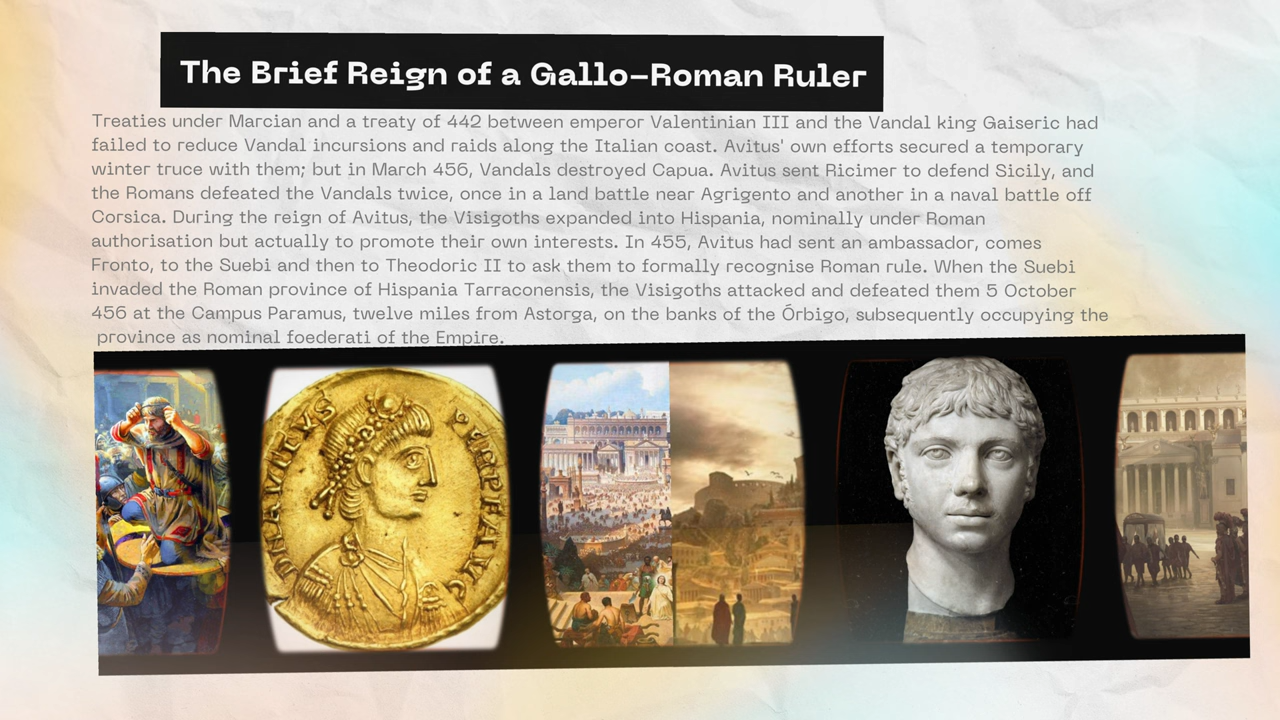 The Brief Reign of a Gallo-Roman Ruler
Treaties under Marcian and a treaty of 442 between emperor Valentinian III and the Vandal king Gaiseric had
failed to reduce Vandal incursions and raids along the Italian coast. Avitus' own efforts secured a temporary
winter truce with them; but in March 456, Vandals destroyed Capua. Avitus sent Ricimer to defend Sicily, and
the Romans defeated the Vandals twice, once in a land battle near Agrigento and another in a naval battle off
Corsica. During the reign of Avitus, the Visigoths expanded into Hispania, nominally under Roman
authorisation but actually to promote their own interests. In 455, Avitus had sent an ambassador, comes
Fronto, to the Suebi and then to Theodoric II to ask them to formally recognise Roman rule. When the Suebi
invaded the Roman province of Hispania Tarraconensis, the Visigoths attacked and defeated them 5 October
456 at the Campus Paramus, twelve miles from Astorga, on the banks of the Órbigo, subsequently occupying the
province as nominal foederati of the Empire.
PERPFAVG